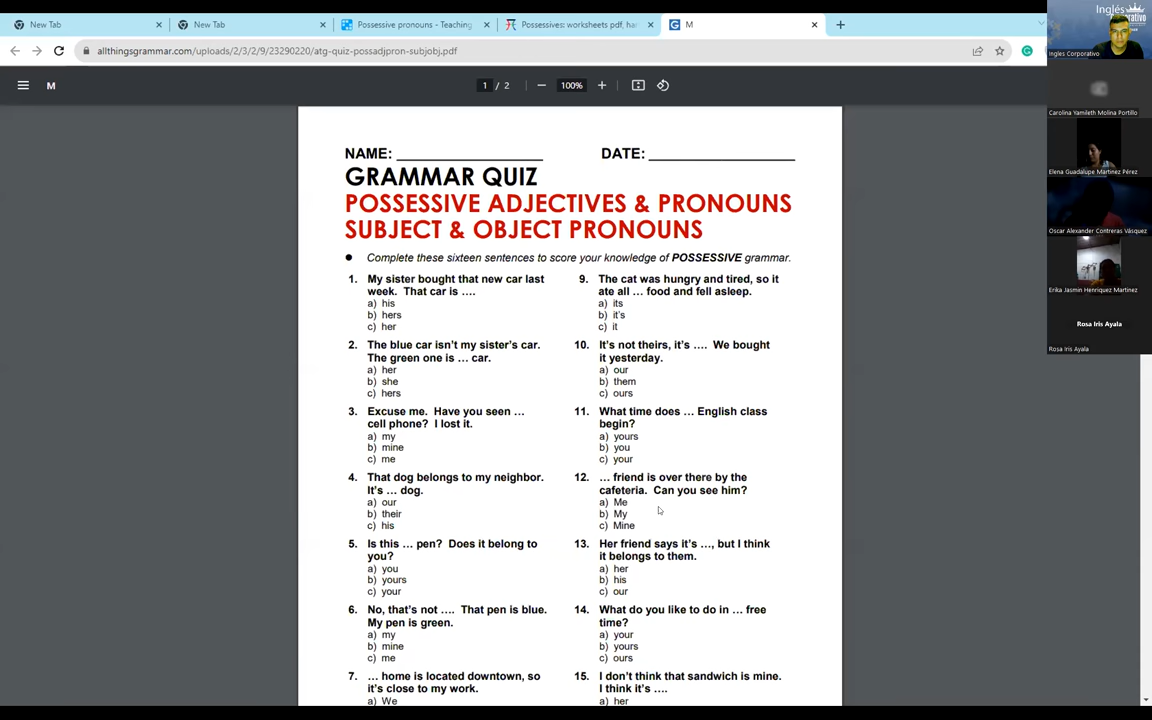 New Tab
New Tab
Possessive pronouns - Teaching
Possessives: worksheets pdf, ha
M
allthingsgrammar.com/uploads/2/3/2/9/23290220/atg-quiz-possadjpron-subjobj.pdf
M
1 / 2
100%
NAME: __________________
DATE: __________________
GRAMMAR QUIZ
POSSESSIVE ADJECTIVES & PRONOUNS
SUBJECT & OBJECT PRONOUNS
● Complete these sixteen sentences to score your knowledge of POSSESSIVE grammar.
1. My sister bought that new car last
week. That car is ….
a) his
b) hers
c) her
2. The blue car isn't my sister's car.
The green one is … car.
a) her
b) she
c) hers
3. Excuse me. Have you seen …
cell phone? I lost it.
a) my
b) mine
c) me
4. That dog belongs to my neighbor.
It's … dog.
a) our
b) their
c) his
5. Is this … pen? Does it belong to
you?
a) you
b) yours
c) your
6. No, that's not …. That pen is blue.
My pen is green.
a) my
b) mine
c) me
7. … home is located downtown, so
it's close to my work.
a) We
9. The cat was hungry and tired, so it
ate all … food and fell asleep.
a) its
b) it's
c) it
10. It's not theirs, it's …. We bought
it yesterday.
a) our
b) them
c) ours
11. What time does … English class
begin?
a) yours
b) you
c) your
12. … friend is over there by the
cafeteria. Can you see him?
a) Me
b) My
c) Mine
13. Her friend says it's …, but I think
it belongs to them.
a) her
b) his
c) our
14. What do you like to do in … free
time?
a) your
b) yours
c) ours
15. I don't think that sandwich is mine.
I think it's ….
a) her
Inglés
Ingles Corporativo
Carolina Yamileth Molina Portillo
Elena Guadalupe Martinez Pérez
Oscar Alexander Contreras Vásquez
Erika Jasmin Henriquez Martinez
Rosa Iris Ayala
Rosa Iris Ayala